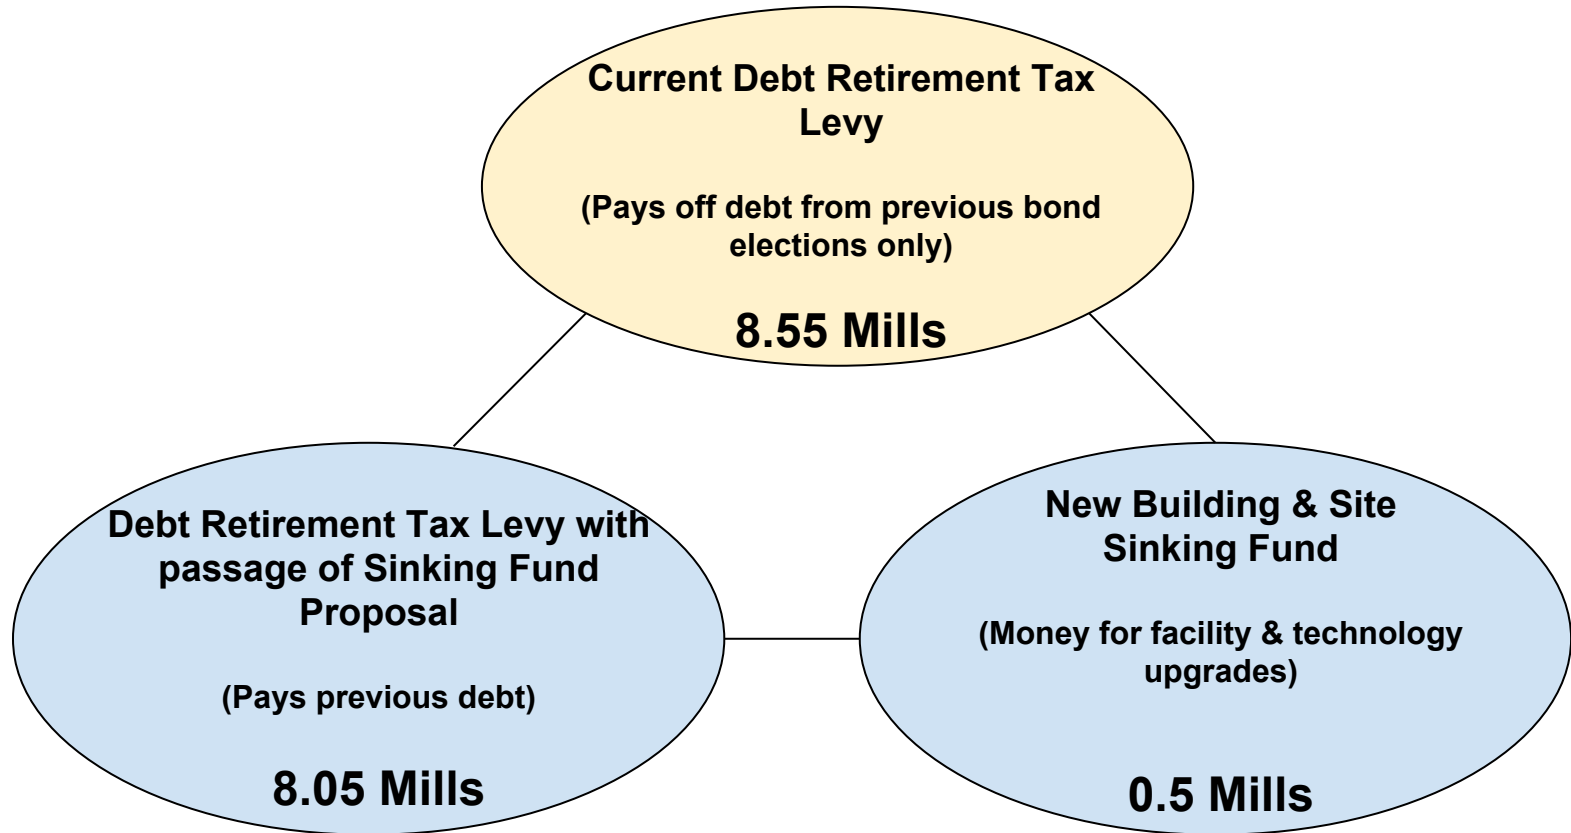 Current Debt Retirement Tax
Levy
(Pays off debt from previous bond
elections only)
8.55 Mills
Debt Retirement Tax Levy with
passage of Sinking Fund
Proposal
(Pays previous debt)
8.05 Mills
New Building & Site
Sinking Fund
(Money for facility & technology
upgrades)
0.5 Mills